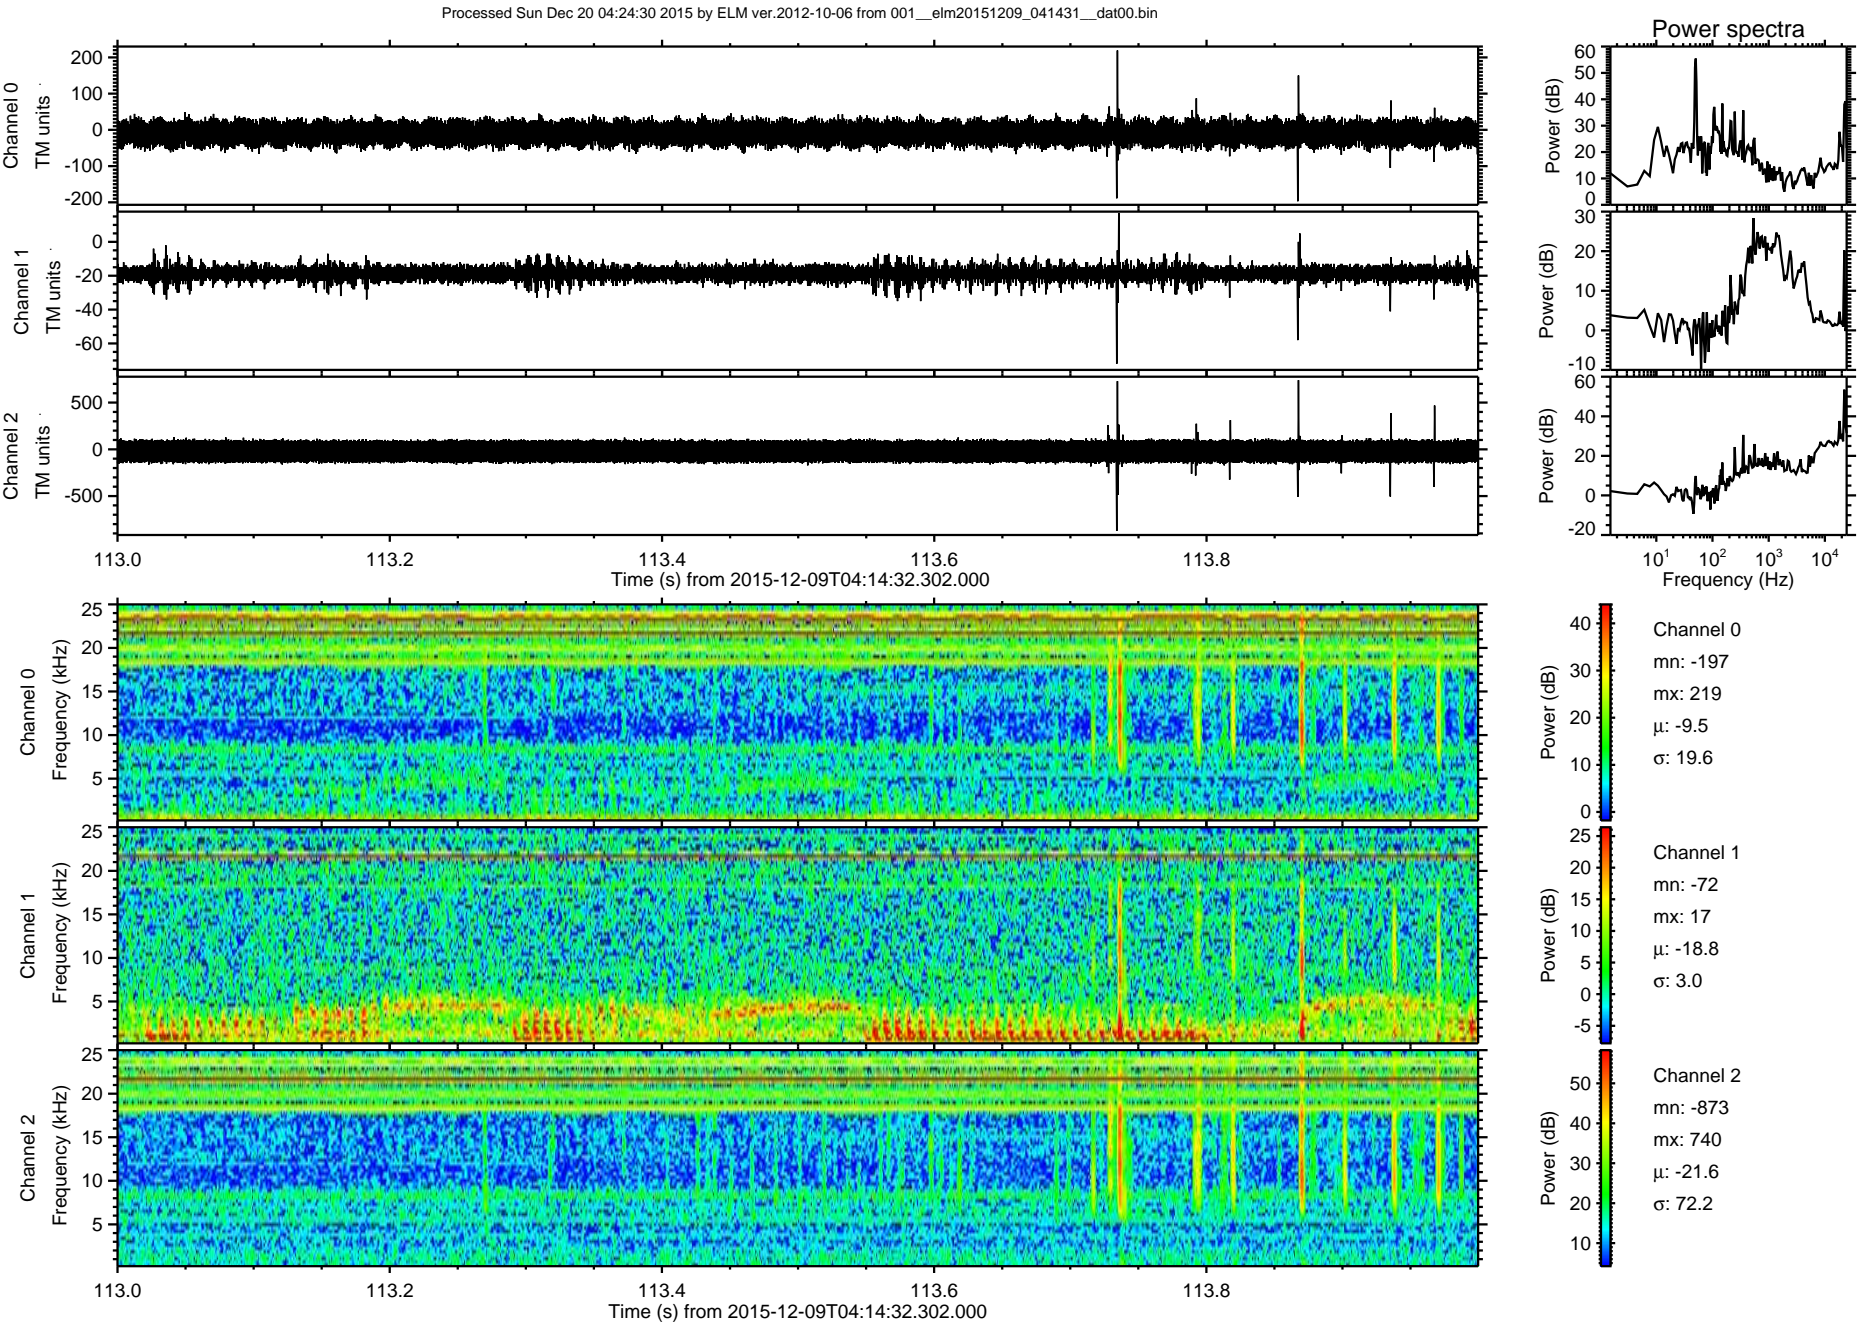 Processed Sun Dec 20 04:24:30 2015 by ELM ver.2012-10-06 from 001__elm20151209_041431__dat00.bin
Power spectra
Channel 0
TM units
200
100
0
-100
-200
Power (dB)
60
50
40
30
20
10
0
Channel 1
TM units
0
-20
-40
-60
Power (dB)
30
20
10
0
-10
Channel 2
TM units
500
0
-500
Power (dB)
60
40
20
0
-20
113.0 113.2 113.4 113.6 113.8
Time (s) from 2015-12-09T04:14:32.302.000
10^1 10^2 10^3 10^4
Frequency (Hz)
Channel 0
Frequency (kHz)
25
20
15
10
5
Power (dB)
40
30
20
10
0
Channel 0
mn: -197
mx: 219
μ: -9.5
σ: 19.6
Channel 1
Frequency (kHz)
25
20
15
10
5
Power (dB)
25
20
15
10
5
0
-5
Channel 1
mn: -72
mx: 17
μ: -18.8
σ: 3.0
Channel 2
Frequency (kHz)
25
20
15
10
5
Power (dB)
50
40
30
20
10
Channel 2
mn: -873
mx: 740
μ: -21.6
σ: 72.2
113.0 113.2 113.4 113.6 113.8
Time (s) from 2015-12-09T04:14:32.302.000